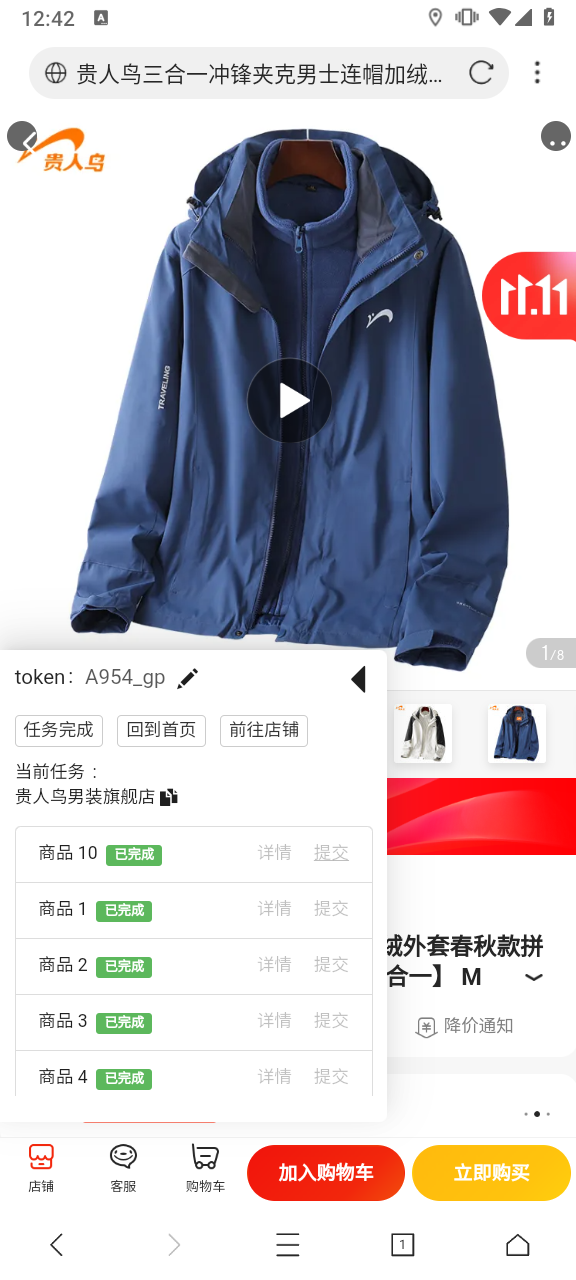 12:42
A
贵人鸟三合一冲锋夹克男士连帽加绒...
贵人鸟
11.11
TRAVELING
1/8
token: A954_gp
任务完成 回到首页 前往店铺
当前任务：
贵人鸟男装旗舰店
商品 10 已完成 详情 提交
商品 1 已完成 详情 提交
商品 2 已完成 详情 提交
商品 3 已完成 详情 提交
商品 4 已完成 详情 提交
绒外套春秋款拼
合一】 M
降价通知
店铺 客服 购物车 加入购物车 立即购买
1